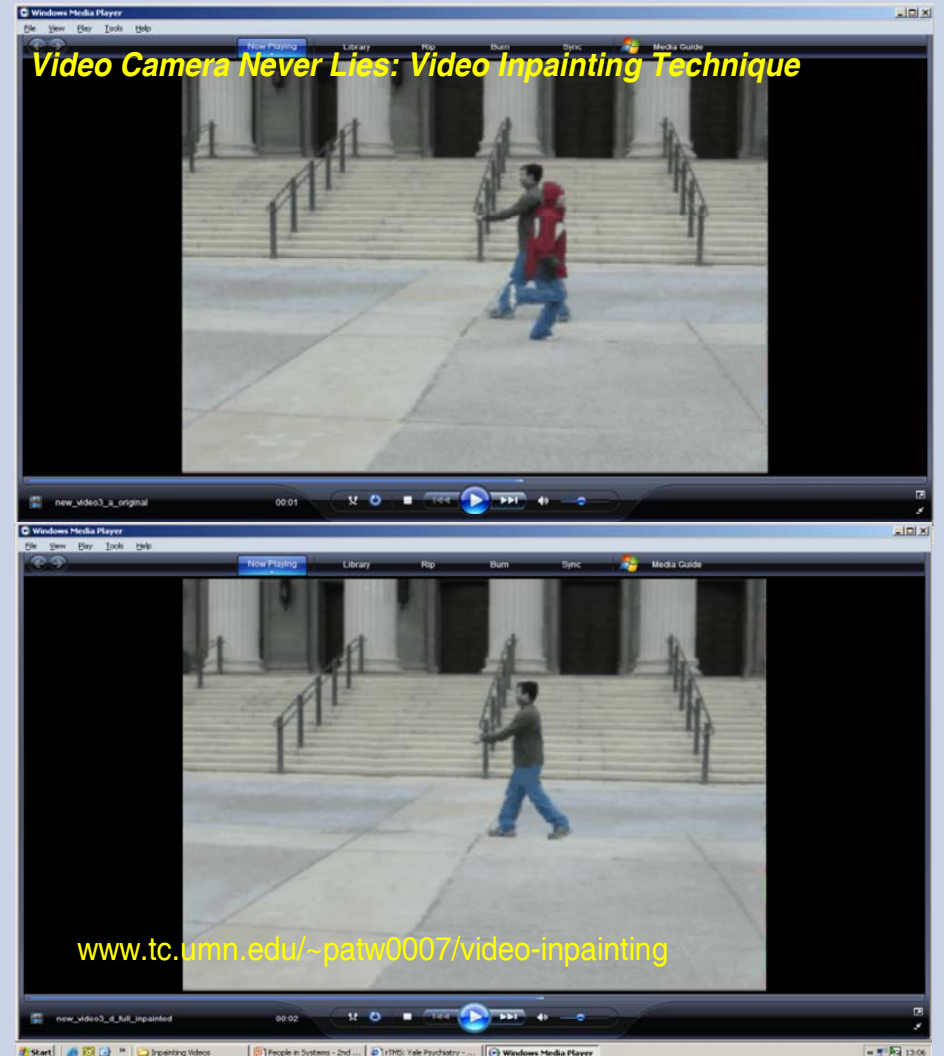 Windows Media Player
File View Play Tools Help
Now Playing Library Rip Burn Sync Media Guide
Video Camera Never Lies: Video Inpainting Technique
new_video3_a_original 00:01
Windows Media Player
File View Play Tools Help
Now Playing Library Rip Burn Sync Media Guide
www.tc.umn.edu/~patw0007/video-inpainting
new_video3_d_full_inpainted 00:02
Start Inpainting Videos People in Systems - 2nd ... rTMS: Yale Psychiatry - ... Windows Media Player 13:06